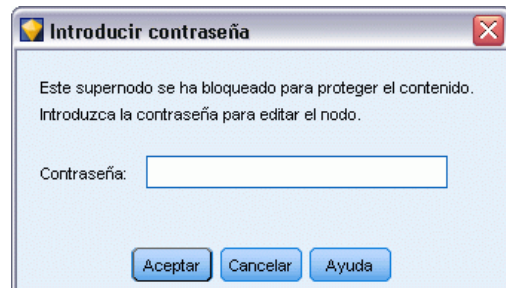 Introducir contraseña
Este supernodo se ha bloqueado para proteger el contenido.
Introduzca la contraseña para editar el nodo.
Contraseña:
Aceptar Cancelar Ayuda